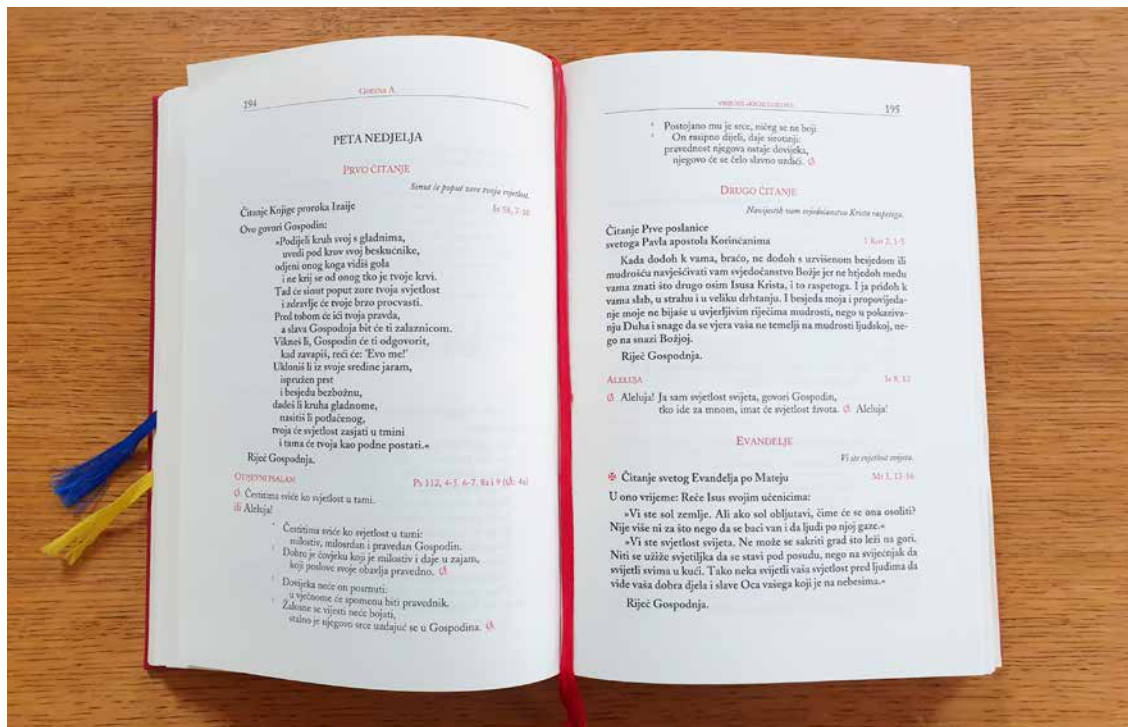 194
GODINA A
PETA NEDJELJA
PRVO ČITANJE
Sinut će poput zore tvoja svjetlost.
Čitanje Knjige proroka Izaije Iz 58, 7-10
Ovo govori Gospodin:
»Podijeli kruh svoj s gladnima,
uvedi pod krov svoj beskućnike,
odjeni onog koga vidiš gola
i ne krij se od onog tko je tvoje krvi.
Tad će sinut poput zore tvoja svjetlost
i zdravlje će tvoje brzo procvasti.
Pred tobom će ići tvoja pravda,
a slava Gospodnja bit će ti zalaznicom.
Vikneš li, Gospodin će ti odgovorit,
kad zavapiš, reći će: 'Evo me!'
Ukloniš li iz svoje sredine jaram,
ispružen prst
i besjedu bezbožnu,
dadeš li kruha gladnome,
nasitiš li potlačenog,
tvoja će svjetlost zasjati u tmini
i tama će tvoja kao podne postati.«
Riječ Gospodnja.
OTPJEVNI PSALAM Ps 112, 4-5. 6-7. 8a i 9 (℟: 4a)
℟. Čestitima sviće ko svjetlost u tami.
ili Aleluja!
Čestitima sviće ko svjetlost u tami:
milostiv, milosrdan i pravedan Gospodin.
Dobro je čovjeku koji je milostiv i daje u zajam,
koji poslove svoje obavlja pravedno. ℟.
Dovijeka neće on posrnuti:
u vječnome će spomenu biti pravednik.
Žalosne se vijesti neće bojati,
stalno je njegovo srce uzdajuć se u Gospodina. ℟.
195
Postojano mu je srce, ničeg se ne boji.
On rasipno dijeli, daje sirotinji:
pravednost njegova ostaje dovijeka,
njegovo će se čelo slavno uzdići. ℟.
DRUGO ČITANJE
Navijestih vam svjedočanstvo Krista raspetoga.
Čitanje Prve poslanice
svetoga Pavla apostola Korinćanima 1 Kor 2, 1-5
Kada dođoh k vama, braćo, ne dođoh s uzvišenom besjedom ili
mudrošću navješćivati vam svjedočanstvo Božje jer ne htjedoh među
vama znati što drugo osim Isusa Krista, i to raspetoga. I ja priđoh k
vama slab, u strahu i u veliku drhtanju. I besjeda moja i propovijeda-
nje moje ne bijaše u uvjerljivim riječima mudrosti, nego u pokaziva-
nju Duha i snage da se vjera vaša ne temelji na mudrosti ljudskoj, ne-
go na snazi Božjoj.
Riječ Gospodnja.
ALELUJA Iv 8, 12
℟. Aleluja! Ja sam svjetlost svijeta, govori Gospodin,
tko ide za mnom, imat će svjetlost života. ℟. Aleluja!
EVANĐELJE
Vi ste svjetlost svijeta.
✠ Čitanje svetog Evanđelja po Mateju Mt 5, 13-16
U ono vrijeme: Reče Isus svojim učenicima:
»Vi ste sol zemlje. Ali ako sol obljutavi, čime će se ona osoliti?
Nije više ni za što nego da se baci van i da ljudi po njoj gaze.«
»Vi ste svjetlost svijeta. Ne može se sakriti grad što leži na gori.
Niti se užiže svjetiljka da se stavi pod posudu, nego na svijećnjak da
svijetli svima u kući. Tako neka svijetli vaša svjetlost pred ljudima da
vide vaša dobra djela i slave Oca vašega koji je na nebesima.«
Riječ Gospodnja.